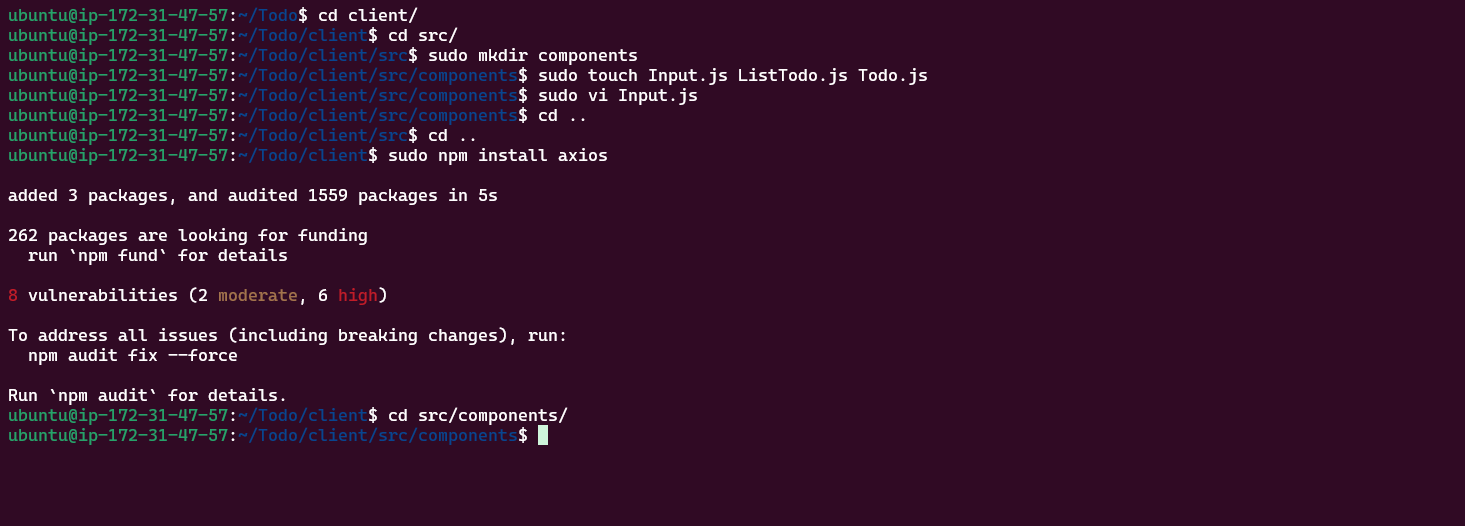 ubuntu@ip-172-31-47-57:~/Todo$ cd client/
ubuntu@ip-172-31-47-57:~/Todo/client$ cd src/
ubuntu@ip-172-31-47-57:~/Todo/client/src$ sudo mkdir components
ubuntu@ip-172-31-47-57:~/Todo/client/src/components$ sudo touch Input.js ListTodo.js Todo.js
ubuntu@ip-172-31-47-57:~/Todo/client/src/components$ sudo vi Input.js
ubuntu@ip-172-31-47-57:~/Todo/client/src/components$ cd ..
ubuntu@ip-172-31-47-57:~/Todo/client/src$ cd ..
ubuntu@ip-172-31-47-57:~/Todo/client$ sudo npm install axios
added 3 packages, and audited 1559 packages in 5s
262 packages are looking for funding
  run `npm fund` for details
8 vulnerabilities (2 moderate, 6 high)
To address all issues (including breaking changes), run:
  npm audit fix --force
Run `npm audit` for details.
ubuntu@ip-172-31-47-57:~/Todo/client$ cd src/components/
ubuntu@ip-172-31-47-57:~/Todo/client/src/components$